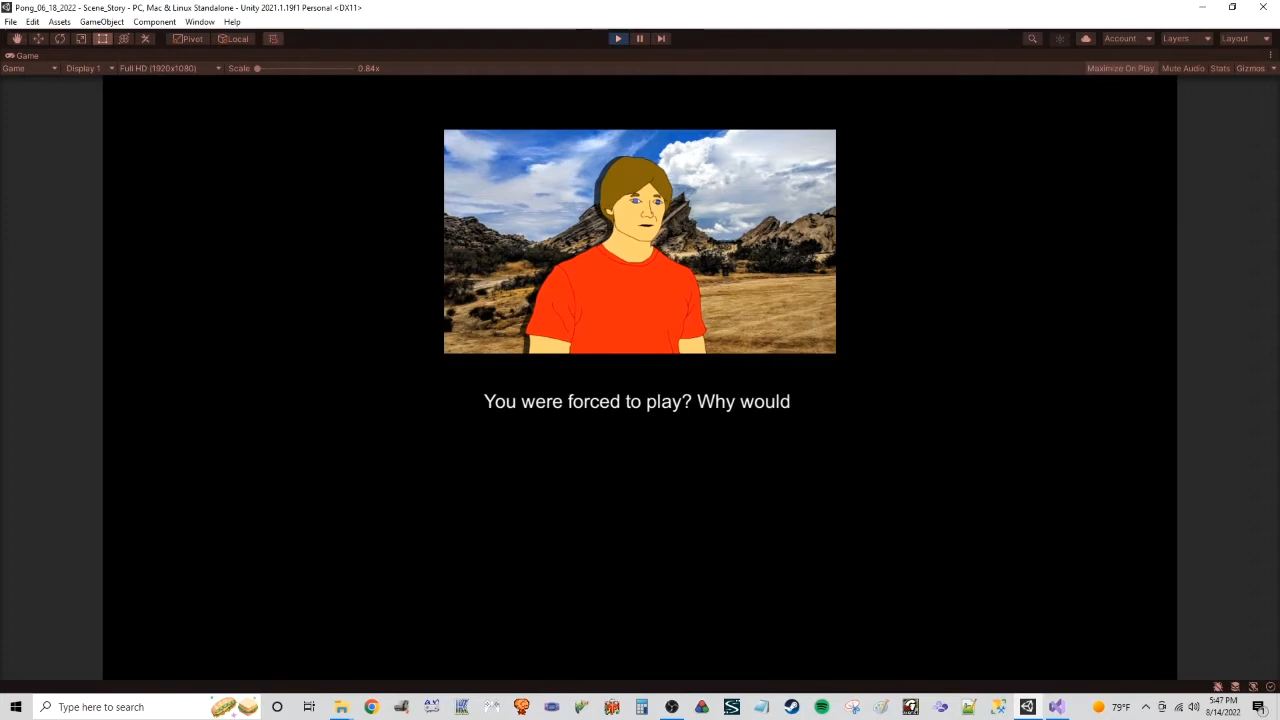 Pong_06_18_2022 - Scene_Story - PC, Mac & Linux Standalone - Unity 2021.1.19f1 Personal <DX11>
File Edit Assets GameObject Component Window Help
Pivot Local Account Layers Layout
Game
Game Display 1 Full HD (1920x1080) Scale 0.84x Maximize On Play Mute Audio Stats Gizmos
You were forced to play? Why would
Type here to search
79°F
5:47 PM
8/14/2022